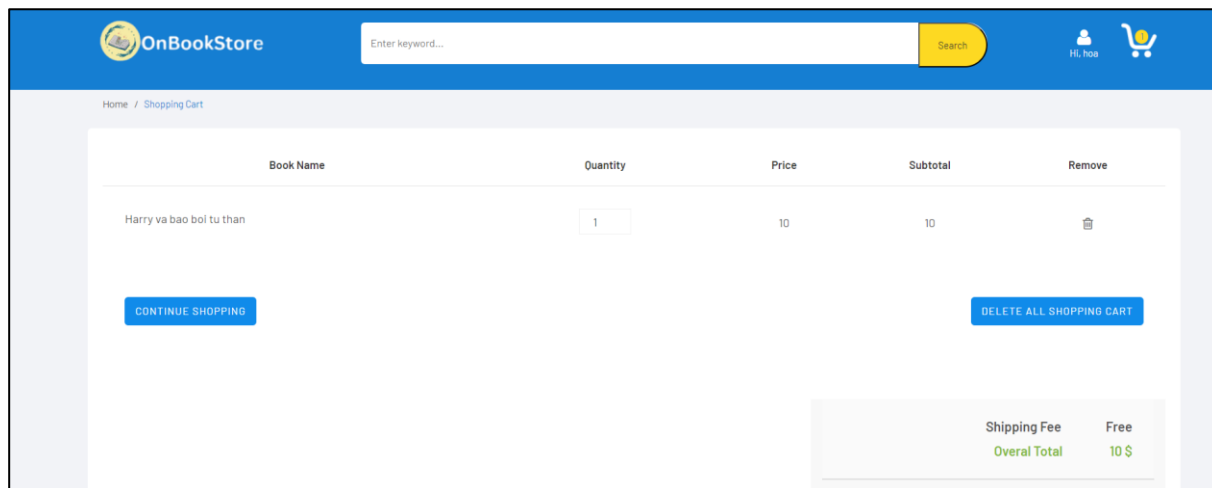 OnBookStore
Enter keyword...
Search
Hi, hoa
1
Home / Shopping Cart
Book Name Quantity Price Subtotal Remove
Harry va bao boi tu than 1 10 10
CONTINUE SHOPPING DELETE ALL SHOPPING CART
Shipping Fee Free
Overal Total 10 $